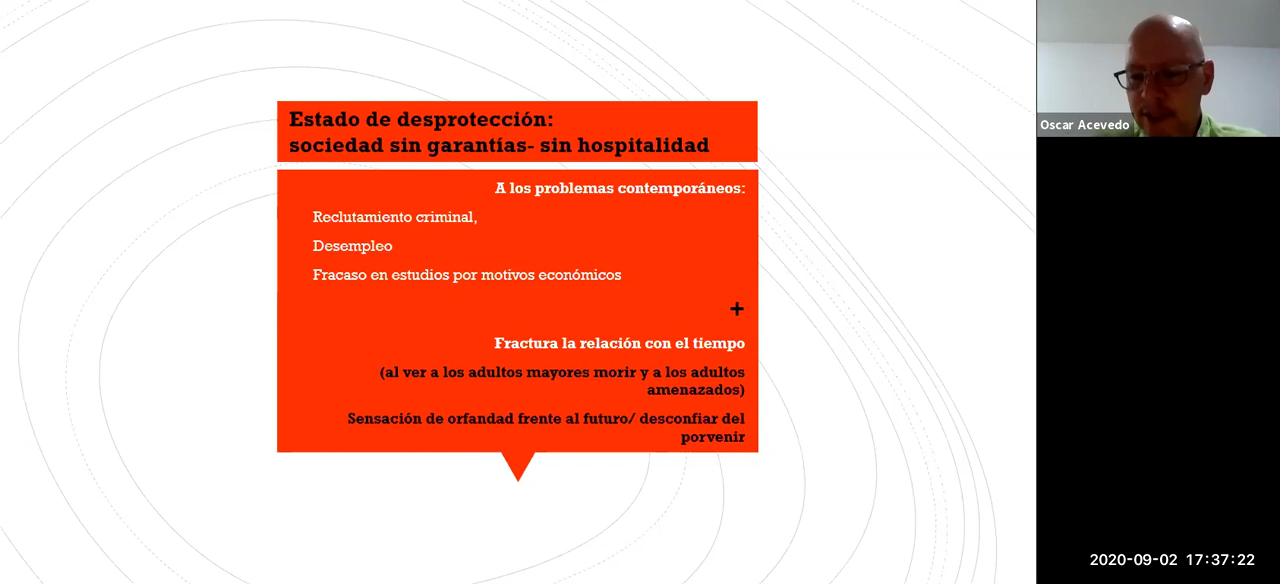 Estado de desprotección:
sociedad sin garantías- sin hospitalidad
A los problemas contemporáneos:
Reclutamiento criminal,
Desempleo
Fracaso en estudios por motivos económicos
+
Fractura la relación con el tiempo
(al ver a los adultos mayores morir y a los adultos
amenazados)
Sensación de orfandad frente al futuro/ desconfiar del
porvenir
Oscar Acevedo
2020-09-02 17:37:22